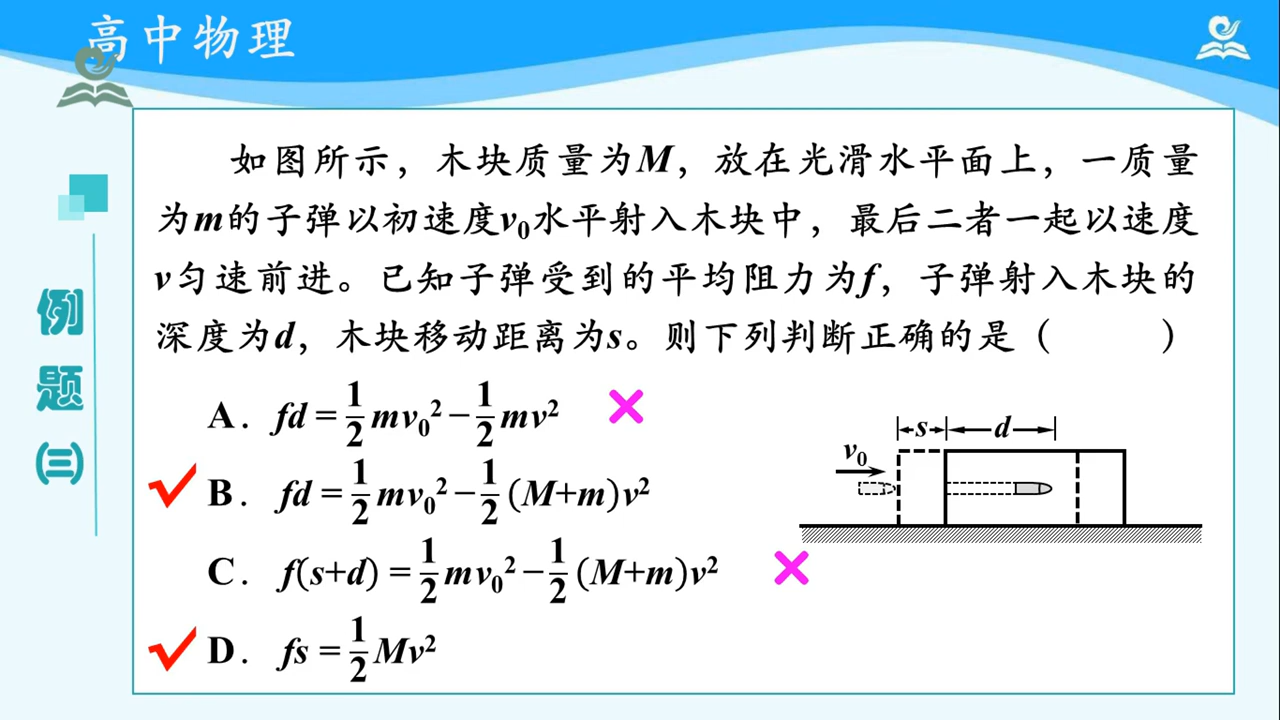 高中物理
例题(三)
如图所示，木块质量为M，放在光滑水平面上，一质量
为m的子弹以初速度v₀水平射入木块中，最后二者一起以速度
v匀速前进。已知子弹受到的平均阻力为f，子弹射入木块的
深度为d，木块移动距离为s。则下列判断正确的是（ ）
A. fd = 1/2 mv₀² − 1/2 mv²
B. fd = 1/2 mv₀² − 1/2 (M+m)v²
C. f(s+d) = 1/2 mv₀² − 1/2 (M+m)v²
D. fs = 1/2 Mv²
s d
v₀